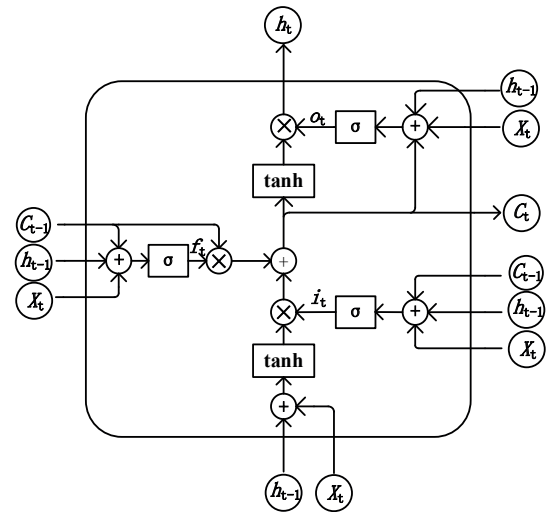 ht
ht-1
ot
σ
+
Xt
tanh
Ct-1
Ct
ht-1
σ
ft
+
+
Xt
Ct-1
it
σ
+
ht-1
tanh
Xt
+
ht-1
Xt